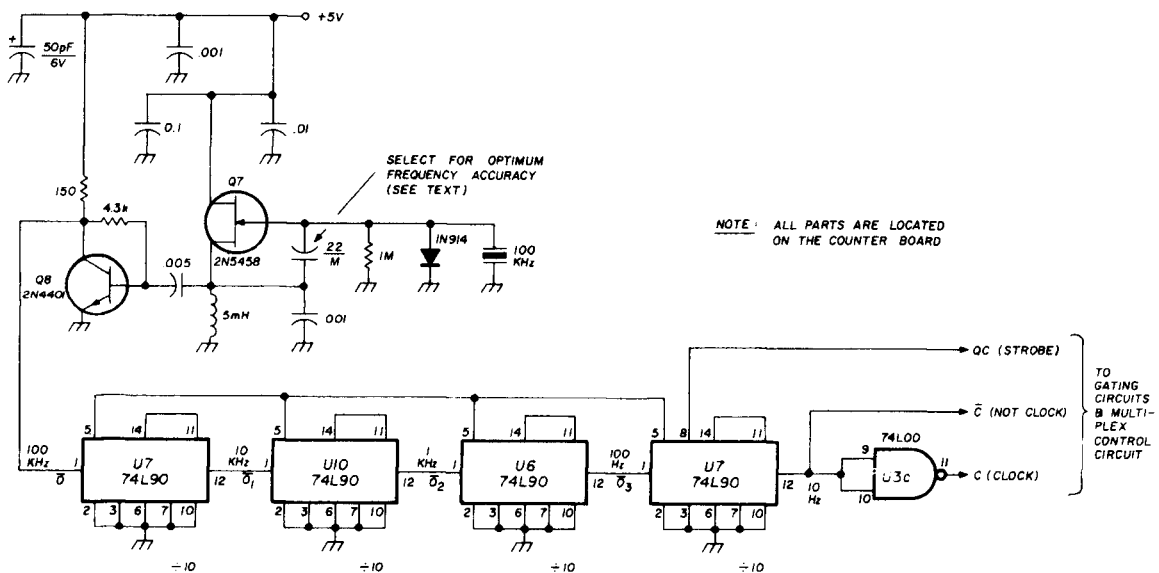 +5V
+
50pF
6V
.001
0.1
.01
SELECT FOR OPTIMUM
FREQUENCY ACCURACY
(SEE TEXT)
150
4.3k
Q7
2N5458
22
M
1M
1N914
100
KHz
NOTE: ALL PARTS ARE LOCATED
ON THE COUNTER BOARD
Q8
2N4401
.005
5mH
.001
QC (STROBE)
C̅ (NOT CLOCK)
C (CLOCK)
TO
GATING
CIRCUITS
& MULTI-
PLEX
CONTROL
CIRCUIT
74L00
9
10
U3c
11
100
KHz
O̅
1
5
14
11
U7
74L90
12
2
3
6
7
10
10
KHz
O̅1
1
5
14
11
U10
74L90
12
2
3
6
7
10
1
KHz
O̅2
1
5
14
11
U6
74L90
12
2
3
6
7
10
100
Hz
O̅3
1
5
8
14
11
U7
74L90
12
2
3
6
7
10
10
Hz
÷10
÷10
÷10
÷10